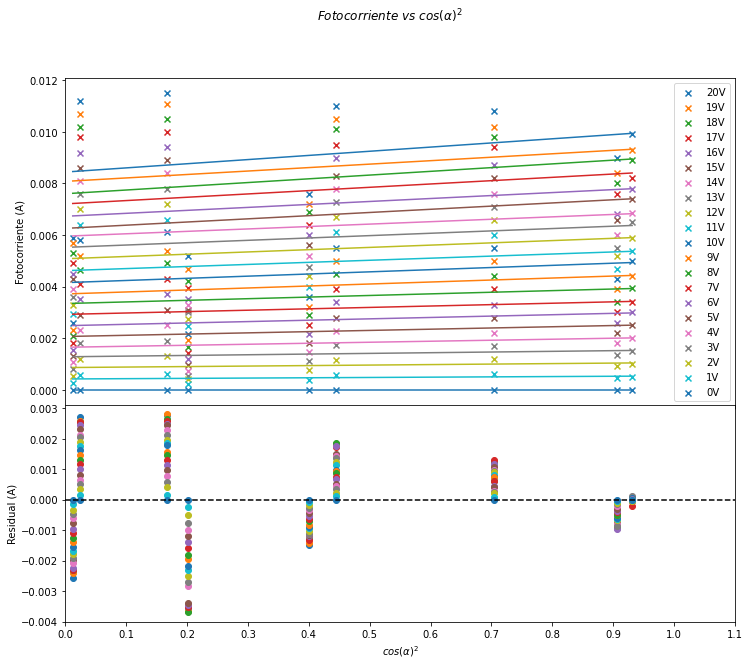 Fotocorriente vs cos(α)²
0.012
0.010
0.008
0.006
0.004
0.002
0.000
Fotocorriente (A)
20V
19V
18V
17V
16V
15V
14V
13V
12V
11V
10V
9V
8V
7V
6V
5V
4V
3V
2V
1V
0V
0.003
0.002
0.001
0.000
−0.001
−0.002
−0.003
−0.004
Residual (A)
0.0 0.1 0.2 0.3 0.4 0.5 0.6 0.7 0.8 0.9 1.0 1.1
cos(α)²